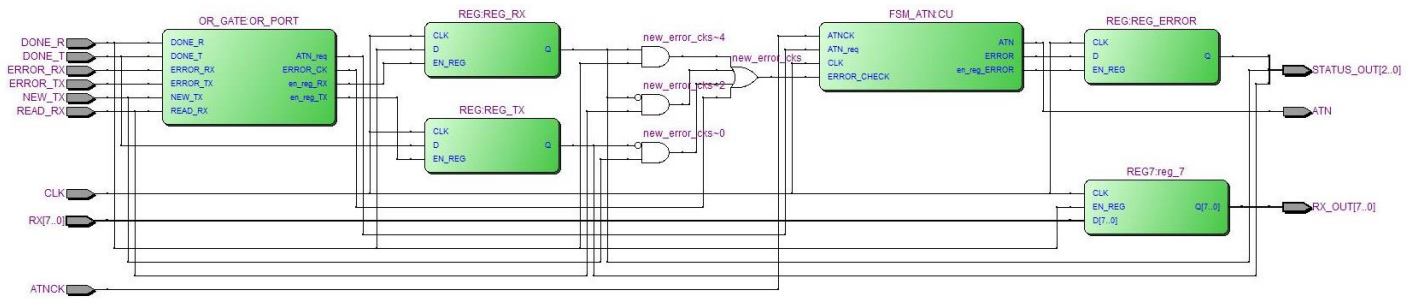 OR_GATE:OR_PORT
DONE_R
DONE_T
ERROR_RX
ERROR_TX
NEW_TX
READ_RX
DONE_R
DONE_T
ERROR_RX
ERROR_TX
NEW_TX
READ_RX
ATN_req
ERROR_CK
en_reg_RX
en_reg_TX
REG:REG_RX
CLK
D
EN_REG
Q
REG:REG_TX
CLK
D
EN_REG
Q
new_error_cks~4
new_error_cks
new_error_cks~2
new_error_cks~0
FSM_ATN:CU
ATNCK
ATN_req
CLK
ERROR_CHECK
ATN
ERROR
en_reg_ERROR
REG:REG_ERROR
CLK
D
EN_REG
Q
STATUS_OUT[2..0]
ATN
CLK
RX[7..0]
REG7:reg_7
CLK
EN_REG
D[7..0]
Q[7..0]
RX_OUT[7..0]
ATNCK